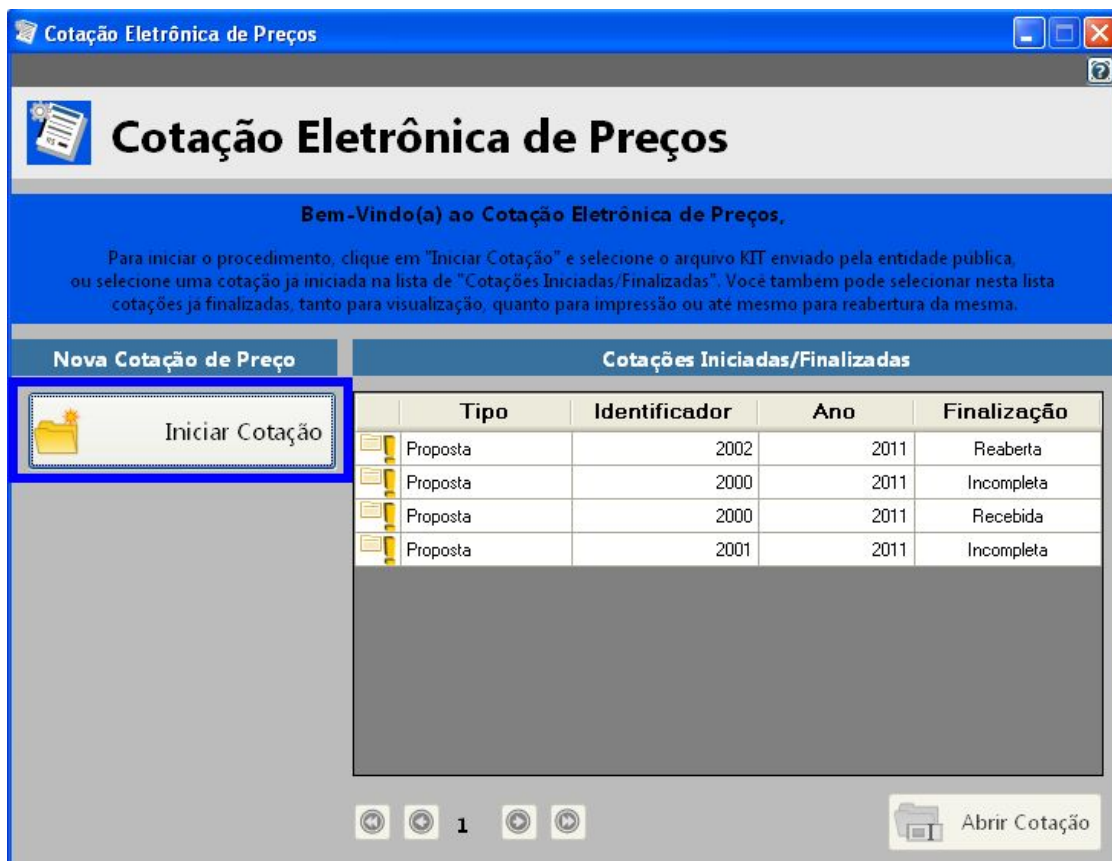 Cotação Eletrônica de Preços
Cotação Eletrônica de Preços
Bem-Vindo(a) ao Cotação Eletrônica de Preços,
Para iniciar o procedimento, clique em "Iniciar Cotação" e selecione o arquivo KIT enviado pela entidade pública,
ou selecione uma cotação já iniciada na lista de "Cotações Iniciadas/Finalizadas". Você tambem pode selecionar nesta lista
cotações já finalizadas, tanto para visualização, quanto para impressão ou até mesmo para reabertura da mesma.
Nova Cotação de Preço
Iniciar Cotação
Cotações Iniciadas/Finalizadas
Tipo Identificador Ano Finalização
Proposta 2002 2011 Reaberta
Proposta 2000 2011 Incompleta
Proposta 2000 2011 Recebida
Proposta 2001 2011 Incompleta
1
Abrir Cotação